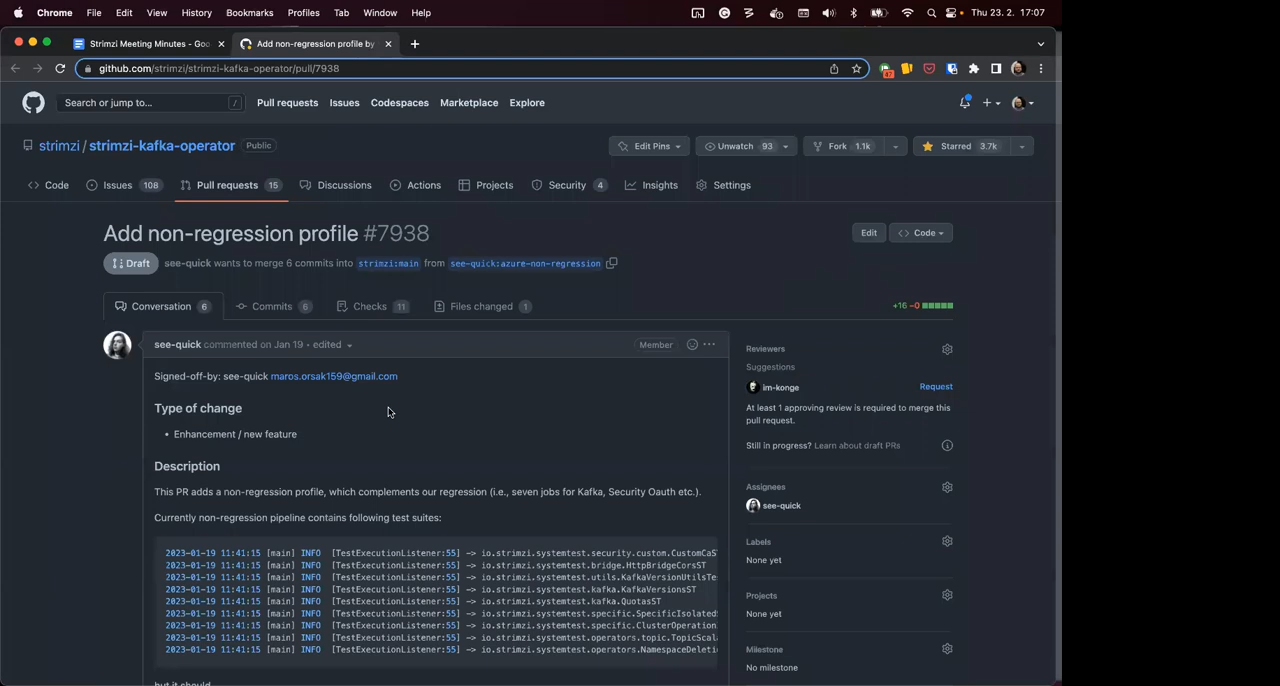 Chrome File Edit View History Bookmarks Profiles Tab Window Help Thu 23. 2. 17:07
Strimzi Meeting Minutes - Goo Add non-regression profile by
github.com/strimzi/strimzi-kafka-operator/pull/7938 47
Search or jump to... / Pull requests Issues Codespaces Marketplace Explore
strimzi / strimzi-kafka-operator Public Edit Pins Unwatch 93 Fork 1.1k Starred 3.7k
Code Issues 108 Pull requests 15 Discussions Actions Projects Security 4 Insights Settings
Add non-regression profile #7938 Edit Code
Draft see-quick wants to merge 6 commits into strimzi:main from see-quick:azure-non-regression
Conversation 6 Commits 6 Checks 11 Files changed 1 +16 −0
see-quick commented on Jan 19 • edited Member
Signed-off-by: see-quick maros.orsak159@gmail.com
Type of change
• Enhancement / new feature
Description
This PR adds a non-regression profile, which complements our regression (i.e., seven jobs for Kafka, Security Oauth etc.).
Currently non-regression pipeline contains following test suites:
2023-01-19 11:41:15 [main] INFO [TestExecutionListener:55] -> io.strimzi.systemtest.security.custom.CustomCaS
2023-01-19 11:41:15 [main] INFO [TestExecutionListener:55] -> io.strimzi.systemtest.bridge.HttpBridgeCorsST
2023-01-19 11:41:15 [main] INFO [TestExecutionListener:55] -> io.strimzi.systemtest.utils.KafkaVersionUtilsTe
2023-01-19 11:41:15 [main] INFO [TestExecutionListener:55] -> io.strimzi.systemtest.kafka.KafkaVersionsST
2023-01-19 11:41:15 [main] INFO [TestExecutionListener:55] -> io.strimzi.systemtest.kafka.QuotasST
2023-01-19 11:41:15 [main] INFO [TestExecutionListener:55] -> io.strimzi.systemtest.specific.SpecificIsolated
2023-01-19 11:41:15 [main] INFO [TestExecutionListener:55] -> io.strimzi.systemtest.specific.ClusterOperation
2023-01-19 11:41:15 [main] INFO [TestExecutionListener:55] -> io.strimzi.systemtest.operators.topic.TopicScal
2023-01-19 11:41:15 [main] INFO [TestExecutionListener:55] -> io.strimzi.systemtest.operators.NamespaceDeleti
but it should
Reviewers
Suggestions
im-konge Request
At least 1 approving review is required to merge this
pull request.
Still in progress? Learn about draft PRs
Assignees
see-quick
Labels
None yet
Projects
None yet
Milestone
No milestone